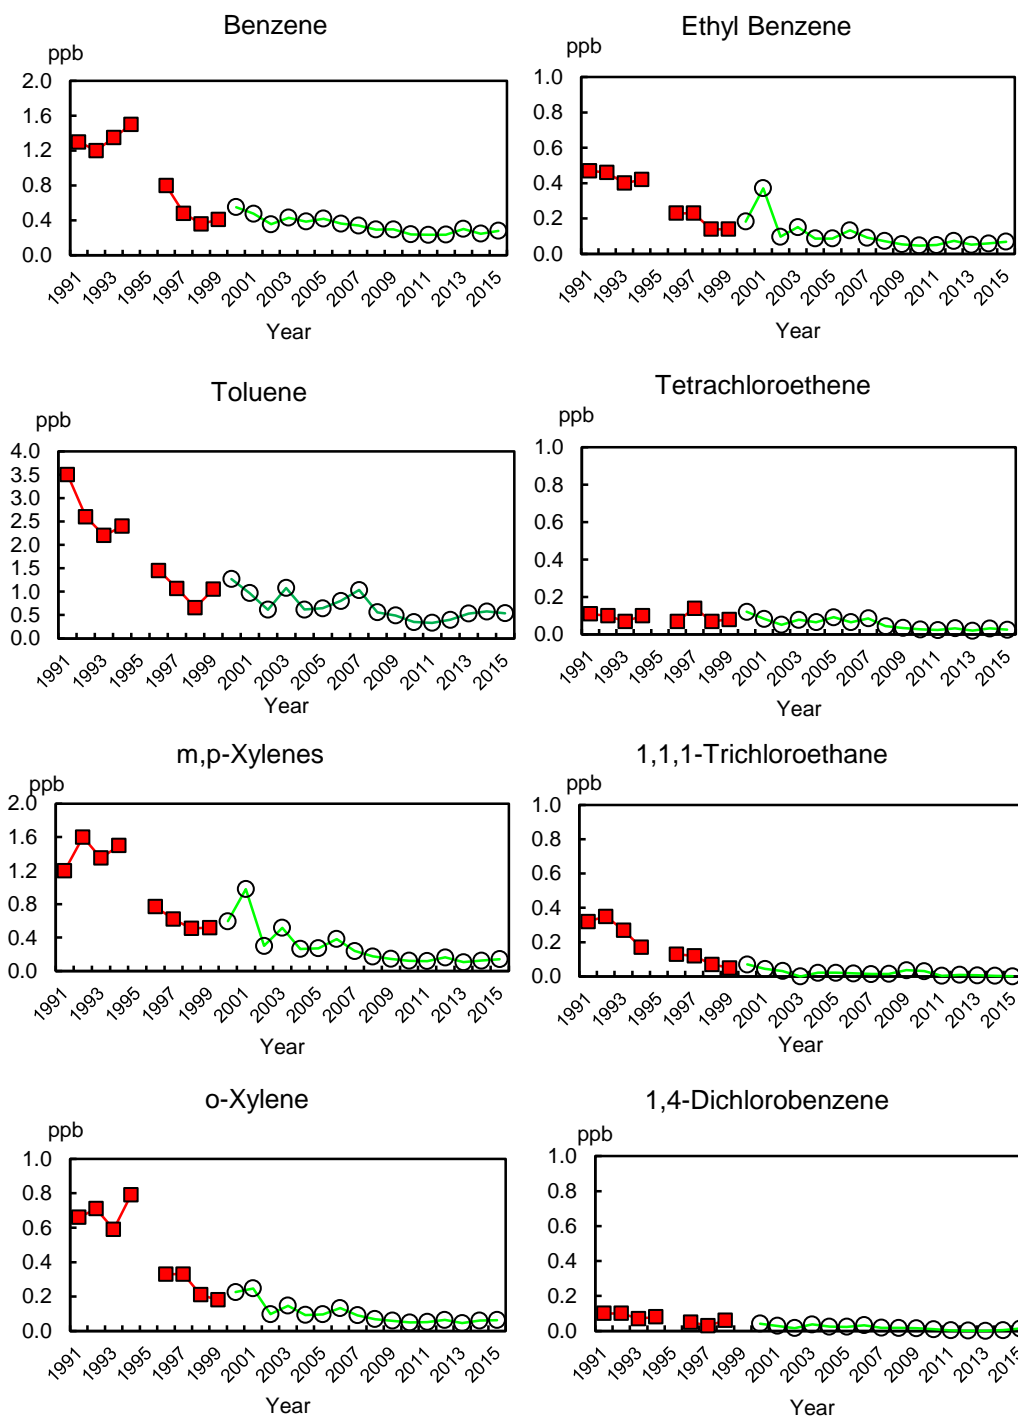 Benzene
ppb
2.0
1.6
1.2
0.8
0.4
0.0
1991 1993 1995 1997 1999 2001 2003 2005 2007 2009 2011 2013 2015
Year
Ethyl Benzene
ppb
1.0
0.8
0.6
0.4
0.2
0.0
1991 1993 1995 1997 1999 2001 2003 2005 2007 2009 2011 2013 2015
Year
Toluene
ppb
4.0
3.5
3.0
2.5
2.0
1.5
1.0
0.5
0.0
1991 1993 1995 1997 1999 2001 2003 2005 2007 2009 2011 2013 2015
Year
Tetrachloroethene
ppb
1.0
0.8
0.6
0.4
0.2
0.0
1991 1993 1995 1997 1999 2001 2003 2005 2007 2009 2011 2013 2015
Year
m,p-Xylenes
ppb
2.0
1.6
1.2
0.8
0.4
0.0
1991 1993 1995 1997 1999 2001 2003 2005 2007 2009 2011 2013 2015
Year
1,1,1-Trichloroethane
ppb
1.0
0.8
0.6
0.4
0.2
0.0
1991 1993 1995 1997 1999 2001 2003 2005 2007 2009 2011 2013 2015
Year
o-Xylene
ppb
1.0
0.8
0.6
0.4
0.2
0.0
1991 1993 1995 1997 1999 2001 2003 2005 2007 2009 2011 2013 2015
Year
1,4-Dichlorobenzene
ppb
1.0
0.8
0.6
0.4
0.2
0.0
1991 1993 1995 1997 1999 2001 2003 2005 2007 2009 2011 2013 2015
Year